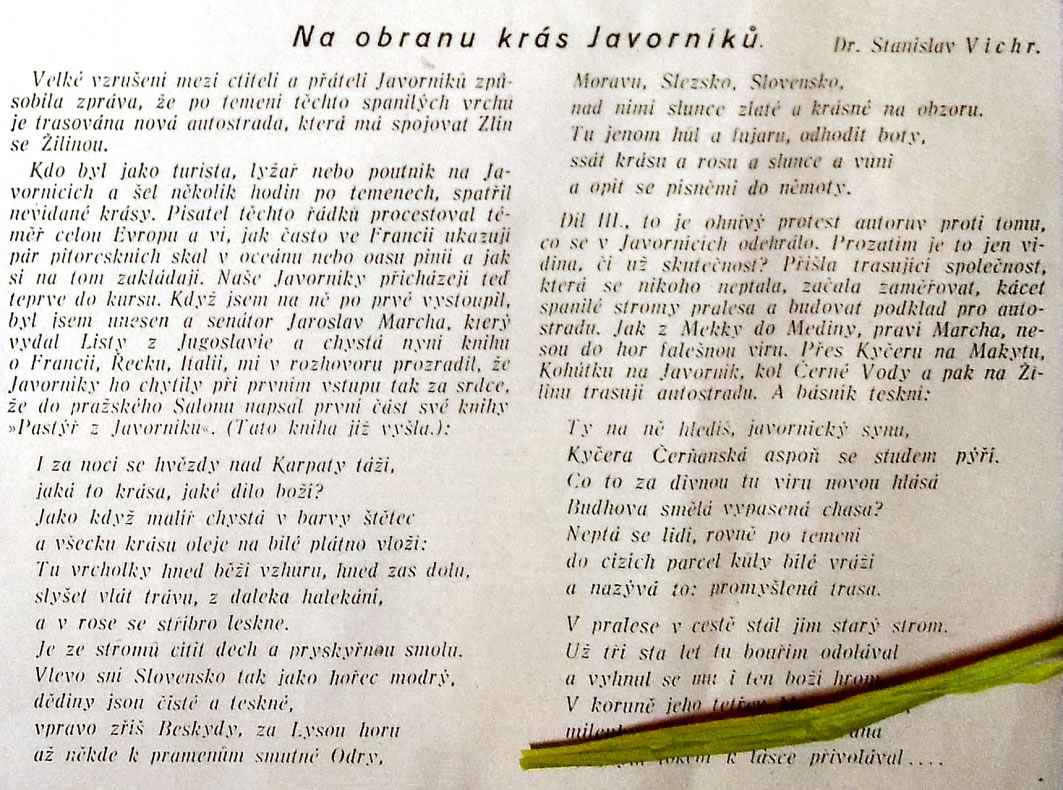 Na obranu krás Javorníků.
Dr. Stanislav Vichr.
Velké vzrušení mezi ctiteli a přáteli Javorníků způ-
sobila zpráva, že po temeni těchto spanilých vrchů
je trasována nová autostrada, která má spojovat Zlín
se Žilinou.
Kdo byl jako turista, lyžař nebo poutník na Ja-
vornících a šel několik hodin po temenech, spatřil
nevídané krásy. Pisatel těchto řádků procestoval té-
měř celou Evropu a ví, jak často ve Francii ukazují
pár pitoreskních skal v oceánu nebo oasu pinií a jak
si na tom zakládají. Naše Javorníky přicházejí teď
teprve do kursu. Když jsem na ně po prvé vystoupil,
byl jsem unesen a senátor Jaroslav Marcha, který
vydal Listy z Jugoslavie a chystá nyní knihu
o Francii, Řecku, Italii, mi v rozhovoru prozradil, že
Javorníky ho chytily při prvním vstupu tak za srdce,
že do pražského Salonu napsal první část své knihy
»Pastýř z Javorníku«. (Tato kniha již vyšla.):
I za noci se hvězdy nad Karpaty táží,
jaká to krása, jaké dílo boží?
Jako když malíř chystá v barvy štětec
a všecku krásu oleje na bílé plátno vloží:
Tu vrcholky hned běží vzhůru, hned zas dolu,
slyšet vlát trávu, z daleka halekání,
a v rose se stříbro leskne.
Je ze stromů cítit dech a pryskyřnou smolu.
Vlevo sní Slovensko tak jako hořec modrý,
dědiny jsou čisté a teskné,
vpravo zříš Beskydy, za Lysou horu
až někde k pramenům smutné Odry,
Moravu, Slezsko, Slovensko,
nad nimi slunce zlaté a krásné na obzoru.
Tu jenom hůl a fujaru, odhodit boty,
ssát krásu a rosu a slunce a vůni
a opít se písněmi do němoty.
Díl III., to je ohnivý protest autorův proti tomu,
co se v Javornících odehrálo. Prozatím je to jen vi-
dina, či už skutečnost? Přišla trasující společnost,
která se nikoho neptala, začala zaměřovat, kácet
spanilé stromy pralesa a budovat podklad pro auto-
stradu. Jak z Mekky do Mediny, praví Marcha, ne-
sou do hor falešnou víru. Přes Kyčeru na Makytu,
Kohútku na Javorník, kol Černé Vody a pak na Ži-
linu trasují autostradu. A básník teskní:
Ty na ně hledíš, javornický synu,
Kyčera Čerňanská aspoň se studem pýří.
Co to za divnou tu víru novou hlásá
Budhova smělá vypasená chasa?
Neptá se lidí, rovně po temeni
do cizích parcel kůly bílé vráží
a nazývá to: promyšlená trasa.
V pralese v cestě stál jim starý strom.
Už tři sta let tu bouřím odolával
a vyhnul se mu i ten boží hrom.
V koruně jeho tetřev
k lásce přivolával....